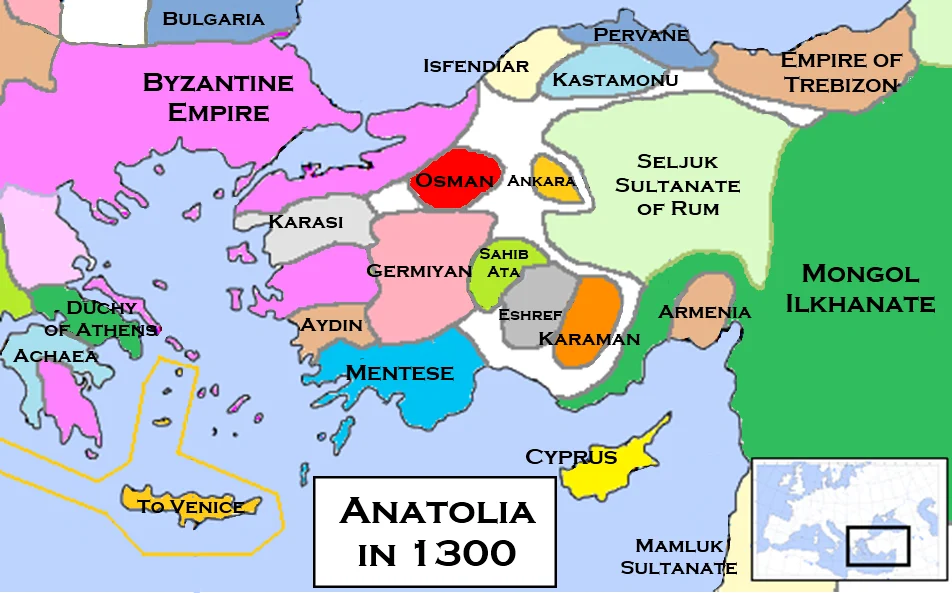 BULGARIA
PERVANE
ISFENDIAR
EMPIRE OF
TREBIZON
KASTAMONU
BYZANTINE
EMPIRE
SELJUK
SULTANATE
OF RUM
OSMAN
ANKARA
KARASI
SAHIB
ATA
GERMIYAN
MONGOL
ILKHANATE
DUCHY
OF ATHENS
ESHREF
ARMENIA
AYDIN
KARAMAN
ACHAEA
MENTESE
CYPRUS
TO VENICE
ANATOLIA
IN 1300
MAMLUK
SULTANATE